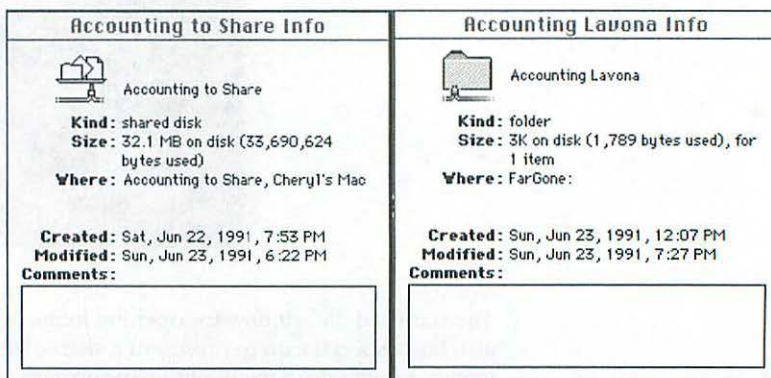 Accounting to Share Info
Accounting to Share
Kind: shared disk
Size: 32.1 MB on disk (33,690,624
bytes used)
Where: Accounting to Share, Cheryl's Mac
Created: Sat, Jun 22, 1991, 7:53 PM
Modified: Sun, Jun 23, 1991, 6:22 PM
Comments:
Accounting Lavona Info
Accounting Lavona
Kind: folder
Size: 3K on disk (1,789 bytes used), for
1 item
Where: FarGone:
Created: Sun, Jun 23, 1991, 12:07 PM
Modified: Sun, Jun 23, 1991, 7:27 PM
Comments: